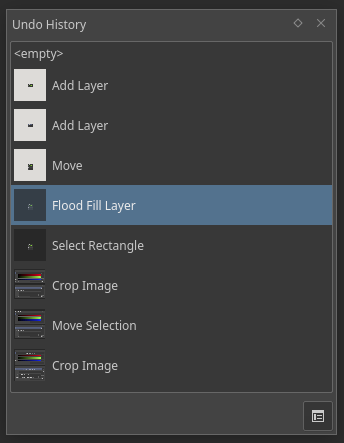 Undo History
<empty>
Add Layer
Add Layer
Move
Flood Fill Layer
Select Rectangle
Crop Image
Move Selection
Crop Image